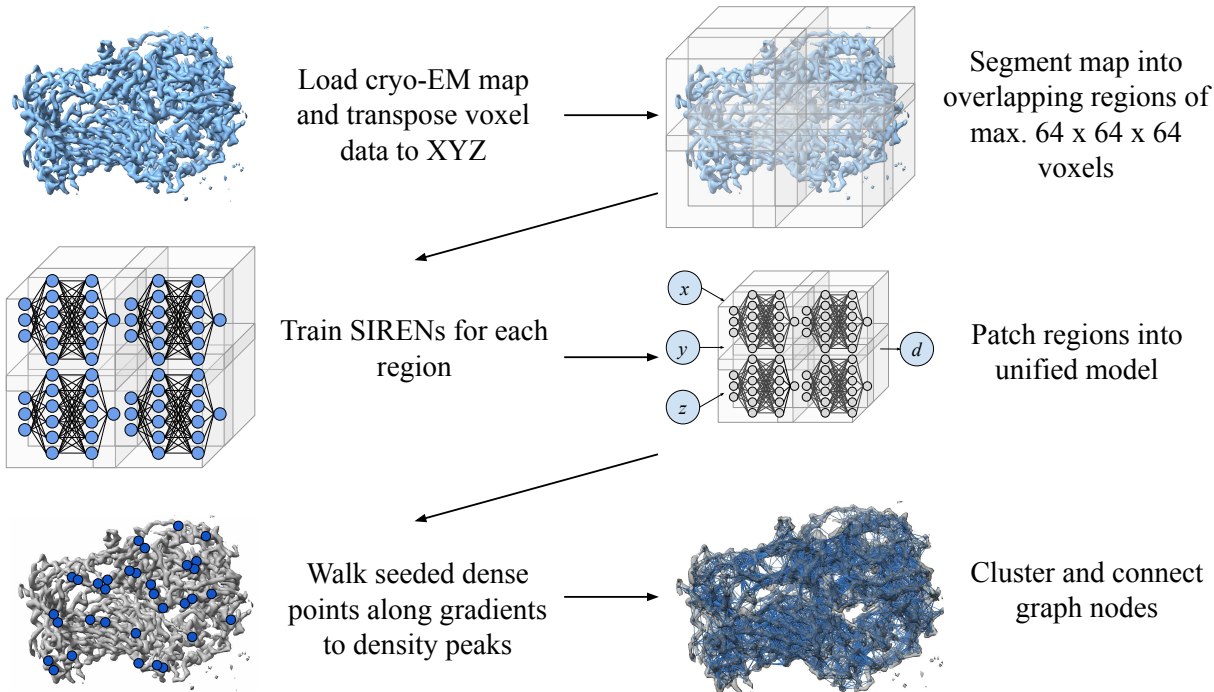 Load cryo-EM map
and transpose voxel
data to XYZ
Segment map into
overlapping regions of
max. 64 x 64 x 64
voxels
Train SIRENs for each
region
x
y
z
d
Patch regions into
unified model
Walk seeded dense
points along gradients
to density peaks
Cluster and connect
graph nodes